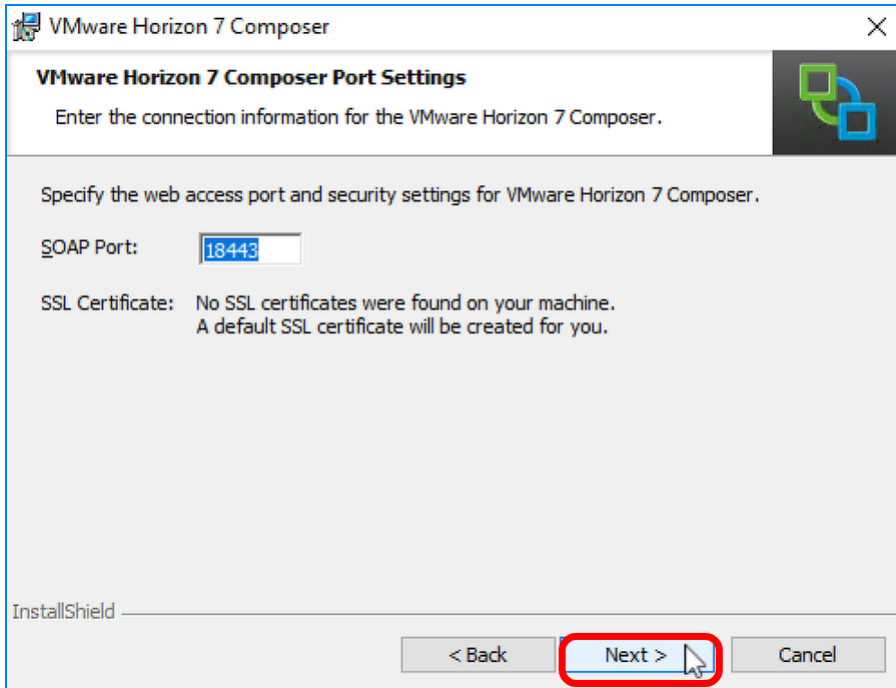 VMware Horizon 7 Composer
VMware Horizon 7 Composer Port Settings
Enter the connection information for the VMware Horizon 7 Composer.
Specify the web access port and security settings for VMware Horizon 7 Composer.
SOAP Port: 18443
SSL Certificate: No SSL certificates were found on your machine.
A default SSL certificate will be created for you.
InstallShield
< Back Next > Cancel